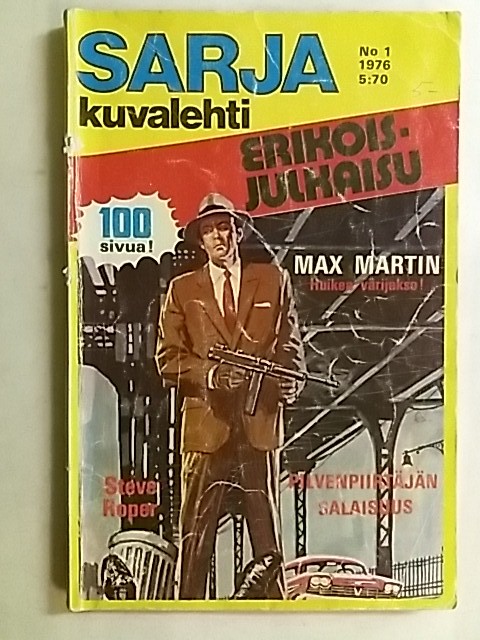 SARJA
kuvalehti
No 1
1976
5:70
ERIKOIS-
JULKAISU
100
sivua!
MAX MARTIN
Huikea värijakso!
Steve
Roper
PILVENPIIRTÄJÄN
SALAISUUS